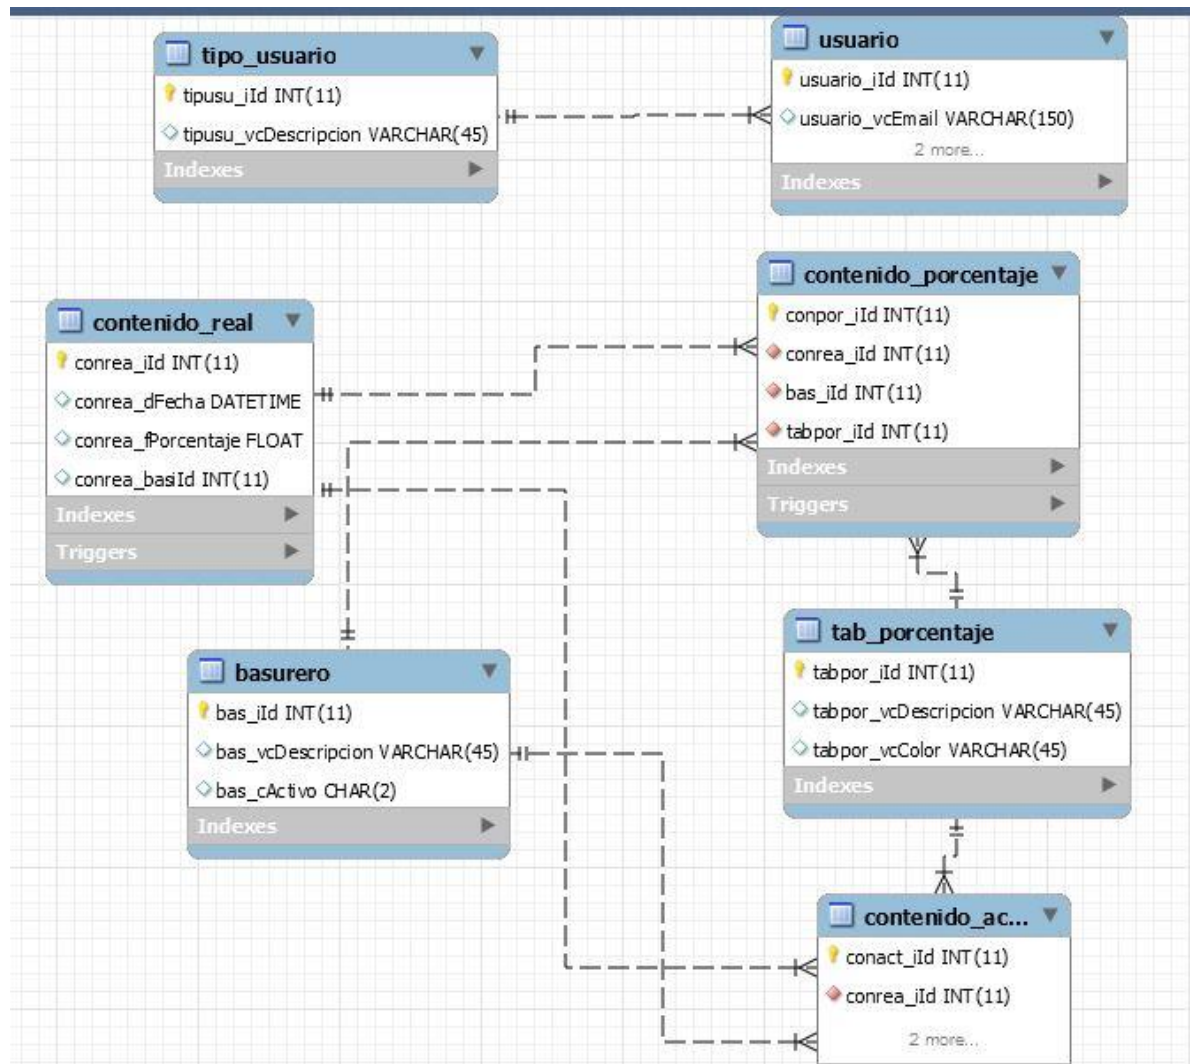 tipo_usuario
tipusu_iId INT(11)
tipusu_vcDescripcion VARCHAR(45)
Indexes
usuario
usuario_iId INT(11)
usuario_vcEmail VARCHAR(150)
2 more...
Indexes
contenido_real
conrea_iId INT(11)
conrea_dFecha DATETIME
conrea_fPorcentaje FLOAT
conrea_basiId INT(11)
Indexes
Triggers
contenido_porcentaje
conpor_iId INT(11)
conrea_iId INT(11)
bas_iId INT(11)
tabpor_iId INT(11)
Indexes
Triggers
basurero
bas_iId INT(11)
bas_vcDescripcion VARCHAR(45)
bas_cActivo CHAR(2)
Indexes
tab_porcentaje
tabpor_iId INT(11)
tabpor_vcDescripcion VARCHAR(45)
tabpor_vcColor VARCHAR(45)
Indexes
contenido_ac...
conact_iId INT(11)
conrea_iId INT(11)
2 more...